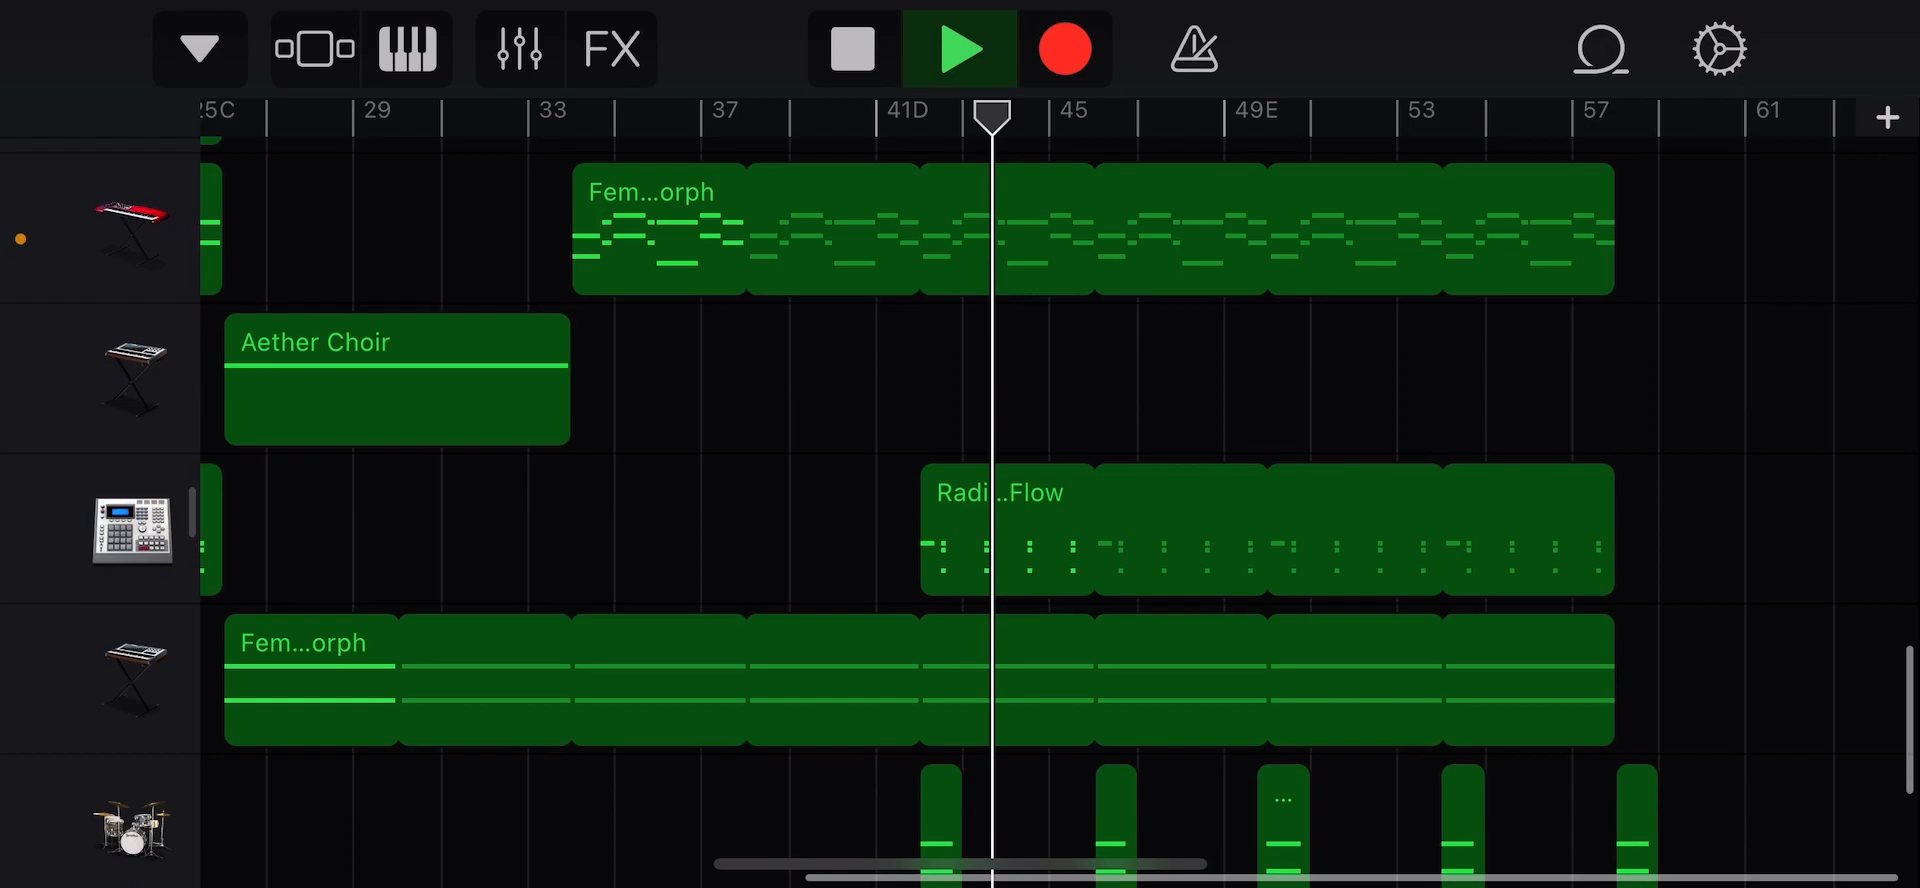 FX
25C 29 33 37 41D 45 49E 53 57 61 +
Fem...orph
Aether Choir
Radi...Flow
Fem...orph
...